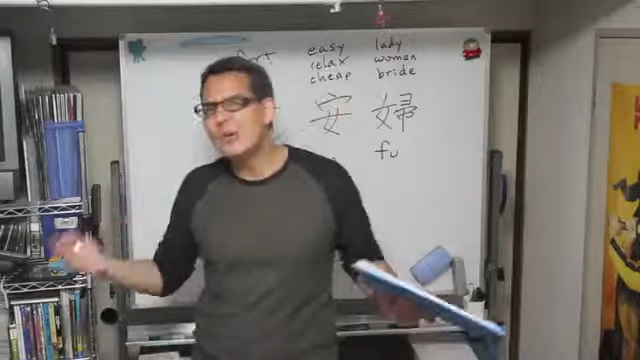 easy lady
relax woman
cheap bride
安 婦
fu